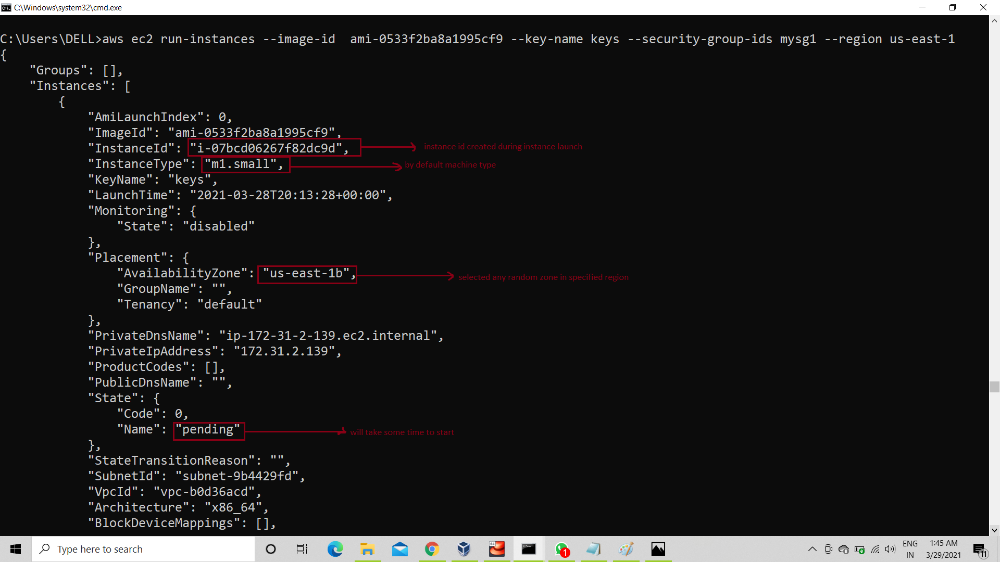 C:\Windows\system32\cmd.exe
C:\Users\DELL>aws ec2 run-instances --image-id  ami-0533f2ba8a1995cf9 --key-name keys --security-group-ids mysg1 --region us-east-1
{
    "Groups": [],
    "Instances": [
        {
            "AmiLaunchIndex": 0,
            "ImageId": "ami-0533f2ba8a1995cf9",
            "InstanceId": "i-07bcd06267f82dc9d", instance id created during instance launch
            "InstanceType": "m1.small", by default machine type
            "KeyName": "keys",
            "LaunchTime": "2021-03-28T20:13:28+00:00",
            "Monitoring": {
                "State": "disabled"
            },
            "Placement": {
                "AvailabilityZone": "us-east-1b", selected any random zone in specified region
                "GroupName": "",
                "Tenancy": "default"
            },
            "PrivateDnsName": "ip-172-31-2-139.ec2.internal",
            "PrivateIpAddress": "172.31.2.139",
            "ProductCodes": [],
            "PublicDnsName": "",
            "State": {
                "Code": 0,
                "Name": "pending" will take some time to start
            },
            "StateTransitionReason": "",
            "SubnetId": "subnet-9b4429fd",
            "VpcId": "vpc-b0d36acd",
            "Architecture": "x86_64",
            "BlockDeviceMappings": [],
Type here to search
64
1
ENG
IN
1:45 AM
3/29/2021
11